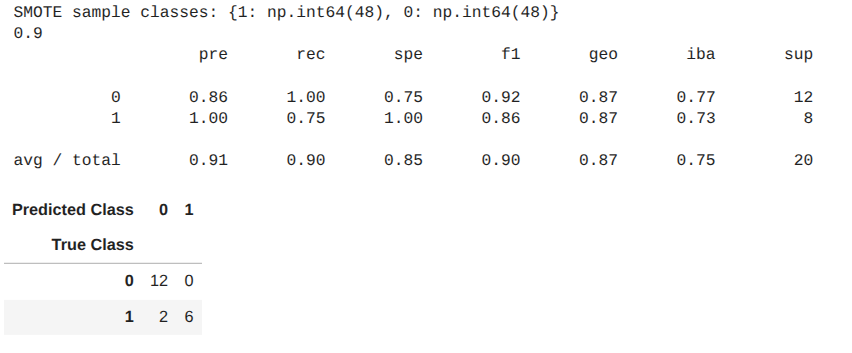 SMOTE sample classes: {1: np.int64(48), 0: np.int64(48)}
0.9
pre rec spe f1 geo iba sup
0 0.86 1.00 0.75 0.92 0.87 0.77 12
1 1.00 0.75 1.00 0.86 0.87 0.73 8
avg / total 0.91 0.90 0.85 0.90 0.87 0.75 20
Predicted Class 0 1
True Class
0 12 0
1 2 6